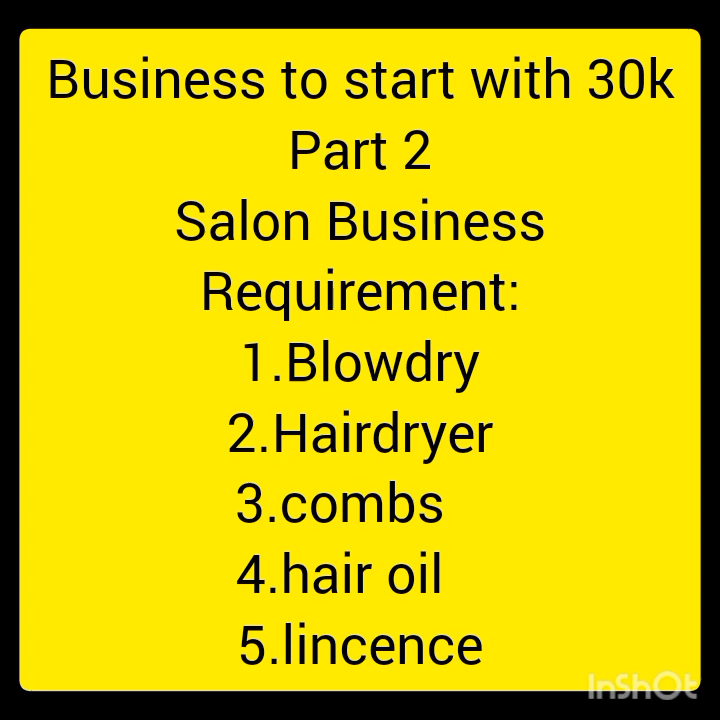 Business to start with 30k
Part 2
Salon Business
Requirement:
1.Blowdry
2.Hairdryer
3.combs
4.hair oil
5.lincence
InShOt